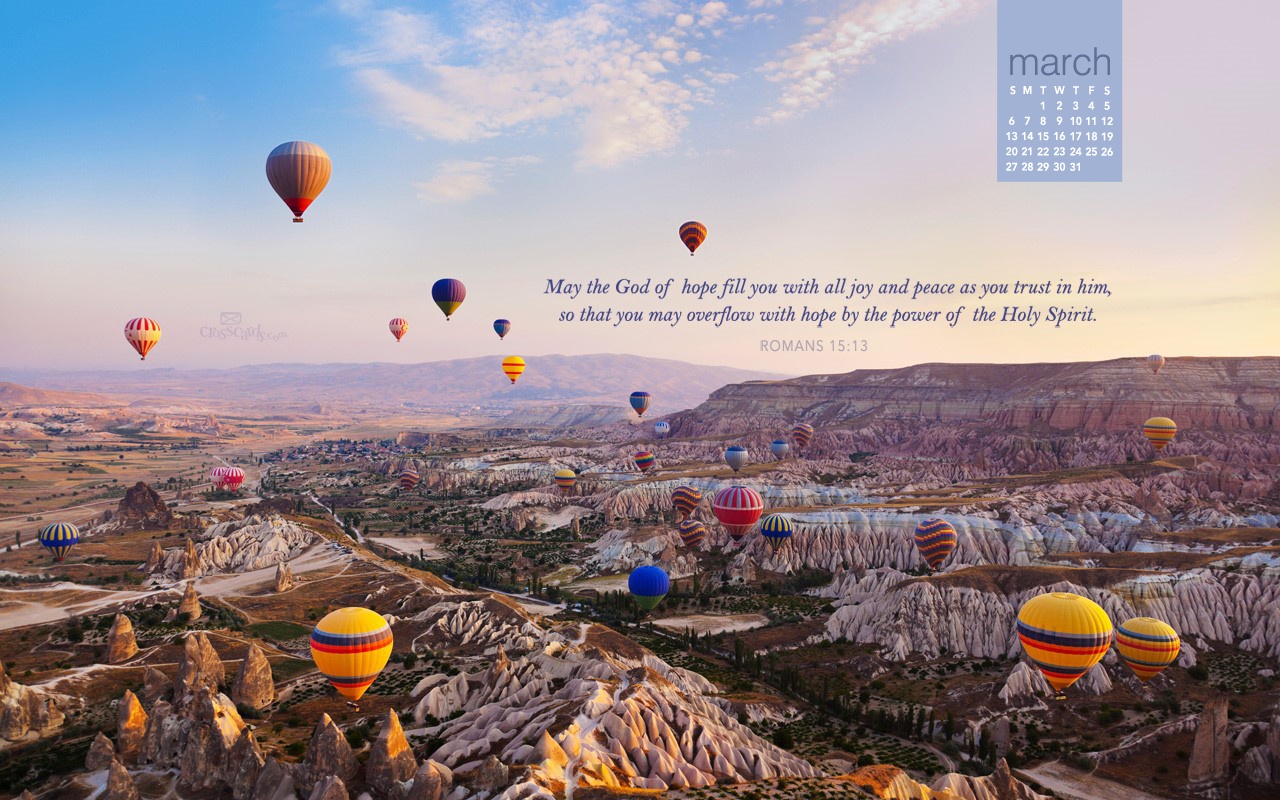 march
S M T W T F S
1 2 3 4 5
6 7 8 9 10 11 12
13 14 15 16 17 18 19
20 21 22 23 24 25 26
27 28 29 30 31
May the God of hope fill you with all joy and peace as you trust in him,
so that you may overflow with hope by the power of the Holy Spirit.
ROMANS 15:13
crosscards.com